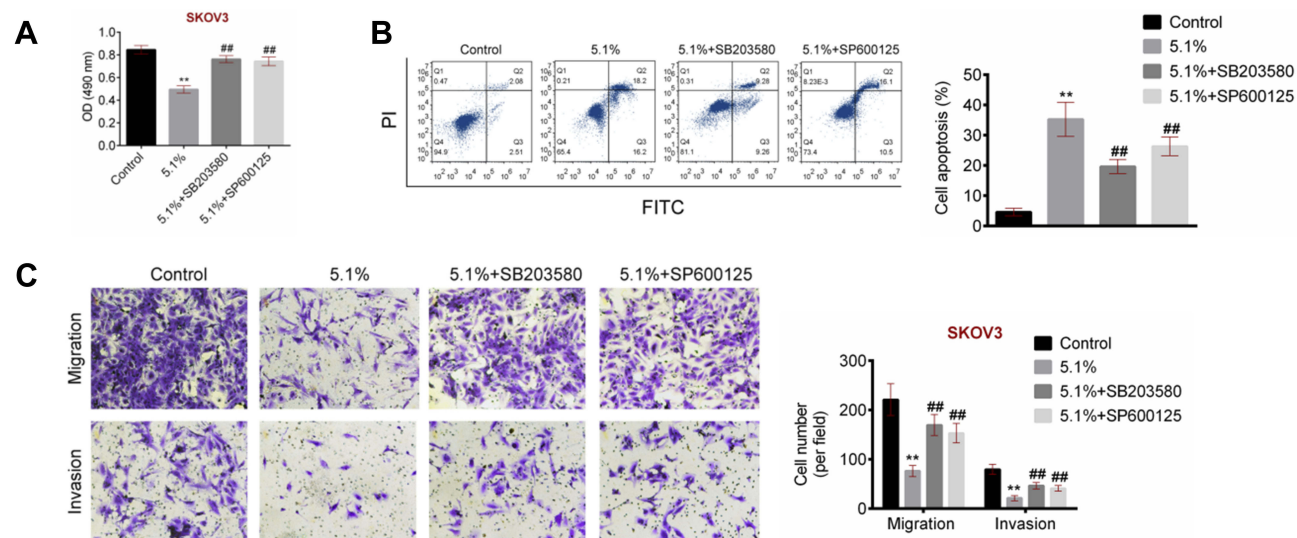 A
SKOV3
OD (490 nm)
1.0
0.8
0.6
0.4
0.2
0.0
**
##
##
Control
5.1%
5.1%+SB203580
5.1%+SP600125
B
Control
5.1%
5.1%+SB203580
5.1%+SP600125
PI
Q1
0.47
Q2
2.08
Q4
94.9
Q3
2.51
Q1
0.21
Q2
18.2
Q4
65.4
Q3
16.2
Q1
0.31
Q2
9.28
Q4
81.1
Q3
9.26
Q1
8.23E-3
Q2
16.1
Q4
73.4
Q3
10.5
FITC
Control
5.1%
5.1%+SB203580
5.1%+SP600125
Cell apoptosis (%)
50
40
30
20
10
0
**
##
##
C
Control
5.1%
5.1%+SB203580
5.1%+SP600125
Migration
Invasion
SKOV3
Control
5.1%
5.1%+SB203580
5.1%+SP600125
Cell number
(per field)
300
200
100
0
**
##
##
**
##
##
Migration
Invasion